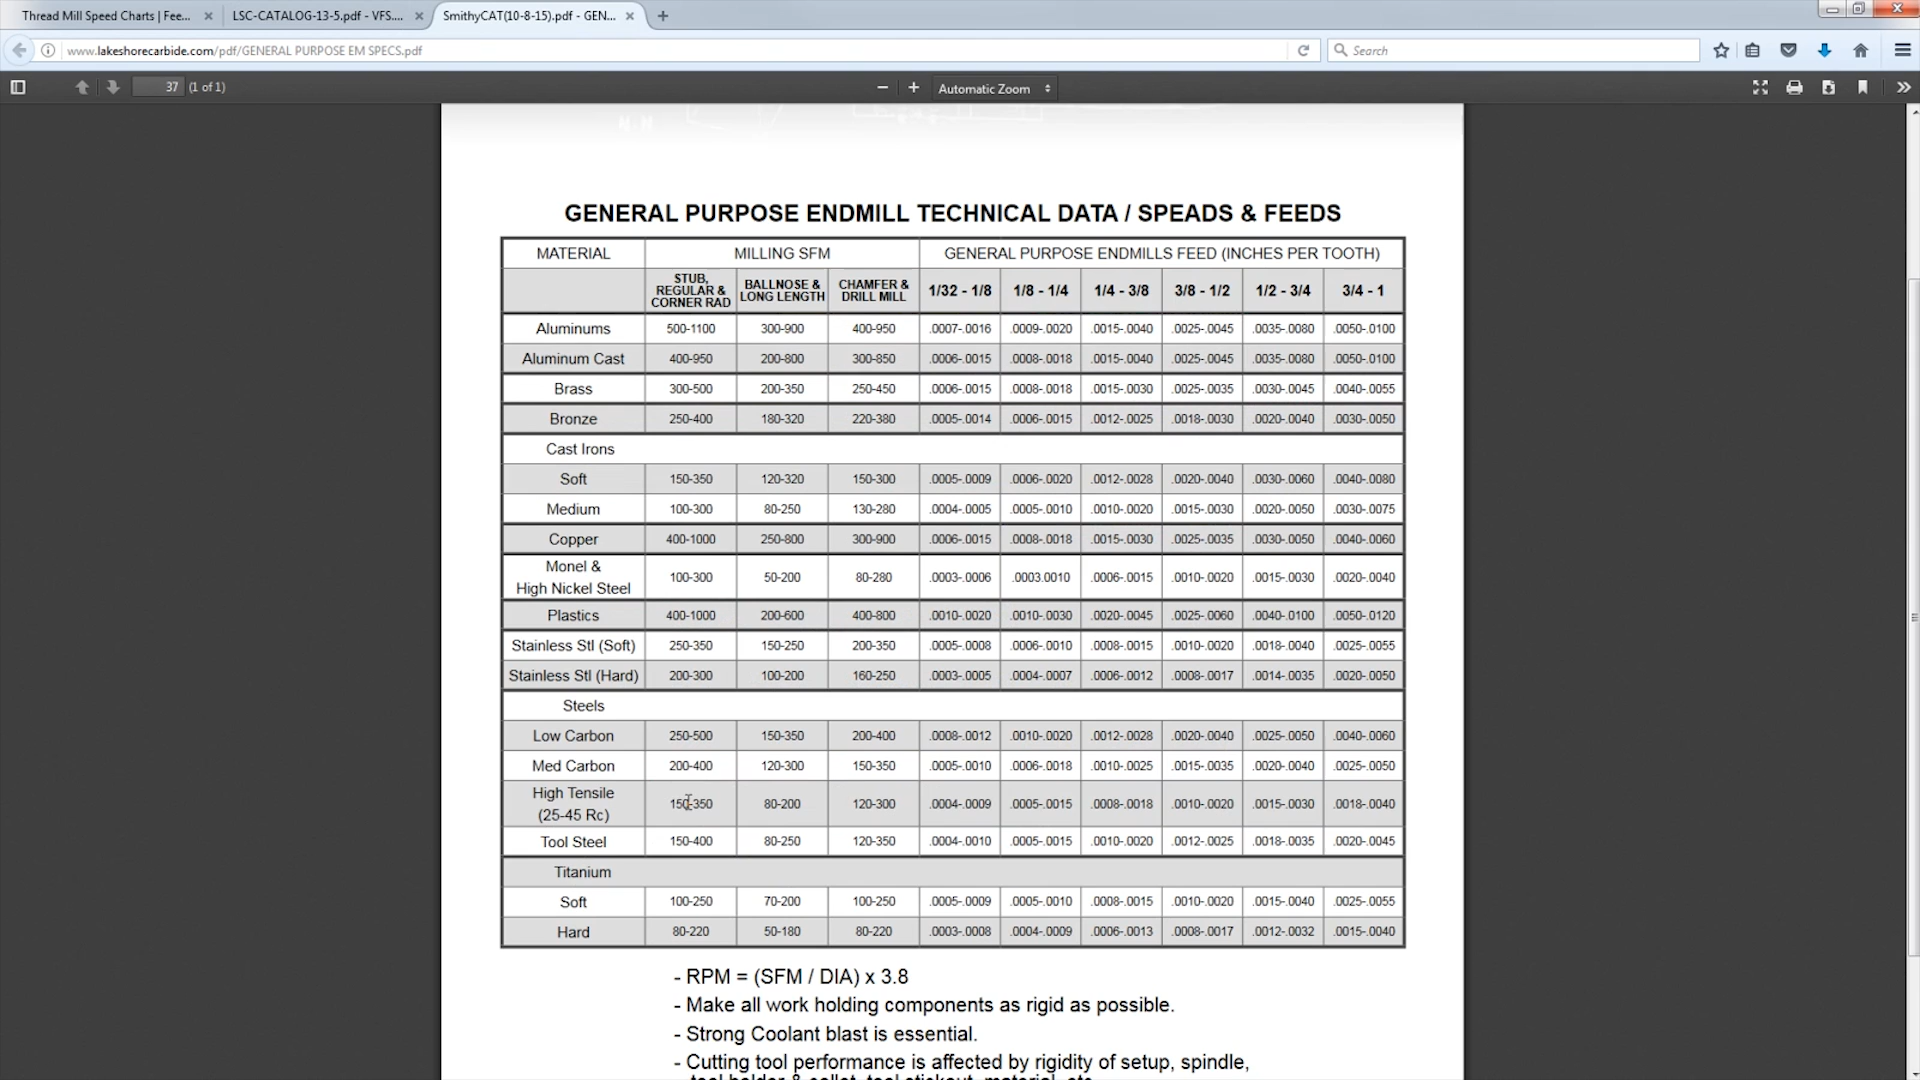 Thread Mill Speed Charts | Fee... × LSC-CATALOG-13-5.pdf - VFS.... × SmithyCAT(10-8-15).pdf - GEN... × +
www.lakeshorecarbide.com/pdf/GENERAL PURPOSE EM SPECS.pdf Search
37 (1 of 1) − + Automatic Zoom
GENERAL PURPOSE ENDMILL TECHNICAL DATA / SPEADS & FEEDS
MATERIAL MILLING SFM GENERAL PURPOSE ENDMILLS FEED (INCHES PER TOOTH)
STUB, REGULAR & CORNER RAD BALLNOSE & LONG LENGTH CHAMFER & DRILL MILL 1/32 - 1/8 1/8 - 1/4 1/4 - 3/8 3/8 - 1/2 1/2 - 3/4 3/4 - 1
Aluminums 500-1100 300-900 400-950 .0007-.0016 .0009-.0020 .0015-.0040 .0025-.0045 .0035-.0080 .0050-.0100
Aluminum Cast 400-950 200-800 300-850 .0006-.0015 .0008-.0018 .0015-.0040 .0025-.0045 .0035-.0080 .0050-.0100
Brass 300-500 200-350 250-450 .0006-.0015 .0008-.0018 .0015-.0030 .0025-.0035 .0030-.0045 .0040-.0055
Bronze 250-400 180-320 220-380 .0005-.0014 .0006-.0015 .0012-.0025 .0018-.0030 .0020-.0040 .0030-.0050
Cast Irons
Soft 150-350 120-320 150-300 .0005-.0009 .0006-.0020 .0012-.0028 .0020-.0040 .0030-.0060 .0040-.0080
Medium 100-300 80-250 130-280 .0004-.0005 .0005-.0010 .0010-.0020 .0015-.0030 .0020-.0050 .0030-.0075
Copper 400-1000 250-800 300-900 .0006-.0015 .0008-.0018 .0015-.0030 .0025-.0035 .0030-.0050 .0040-.0060
Monel & High Nickel Steel 100-300 50-200 80-280 .0003-.0006 .0003.0010 .0006-.0015 .0010-.0020 .0015-.0030 .0020-.0040
Plastics 400-1000 200-600 400-800 .0010-.0020 .0010-.0030 .0020-.0045 .0025-.0060 .0040-.0100 .0050-.0120
Stainless Stl (Soft) 250-350 150-250 200-350 .0005-.0008 .0006-.0010 .0008-.0015 .0010-.0020 .0018-.0040 .0025-.0055
Stainless Stl (Hard) 200-300 100-200 160-250 .0003-.0005 .0004-.0007 .0006-.0012 .0008-.0017 .0014-.0035 .0020-.0050
Steels
Low Carbon 250-500 150-350 200-400 .0008-.0012 .0010-.0020 .0012-.0028 .0020-.0040 .0025-.0050 .0040-.0060
Med Carbon 200-400 120-300 150-350 .0005-.0010 .0006-.0018 .0010-.0025 .0015-.0035 .0020-.0040 .0025-.0050
High Tensile (25-45 Rc) 150-350 80-200 120-300 .0004-.0009 .0005-.0015 .0008-.0018 .0010-.0020 .0015-.0030 .0018-.0040
Tool Steel 150-400 80-250 120-350 .0004-.0010 .0005-.0015 .0010-.0020 .0012-.0025 .0018-.0035 .0020-.0045
Titanium
Soft 100-250 70-200 100-250 .0005-.0009 .0005-.0010 .0008-.0015 .0010-.0020 .0015-.0040 .0025-.0055
Hard 80-220 50-180 80-220 .0003-.0008 .0004-.0009 .0006-.0013 .0008-.0017 .0012-.0032 .0015-.0040
- RPM = (SFM / DIA) x 3.8
- Make all work holding components as rigid as possible.
- Strong Coolant blast is essential.
- Cutting tool performance is affected by rigidity of setup, spindle,
tool holder & collet, tool stickout, material, etc.